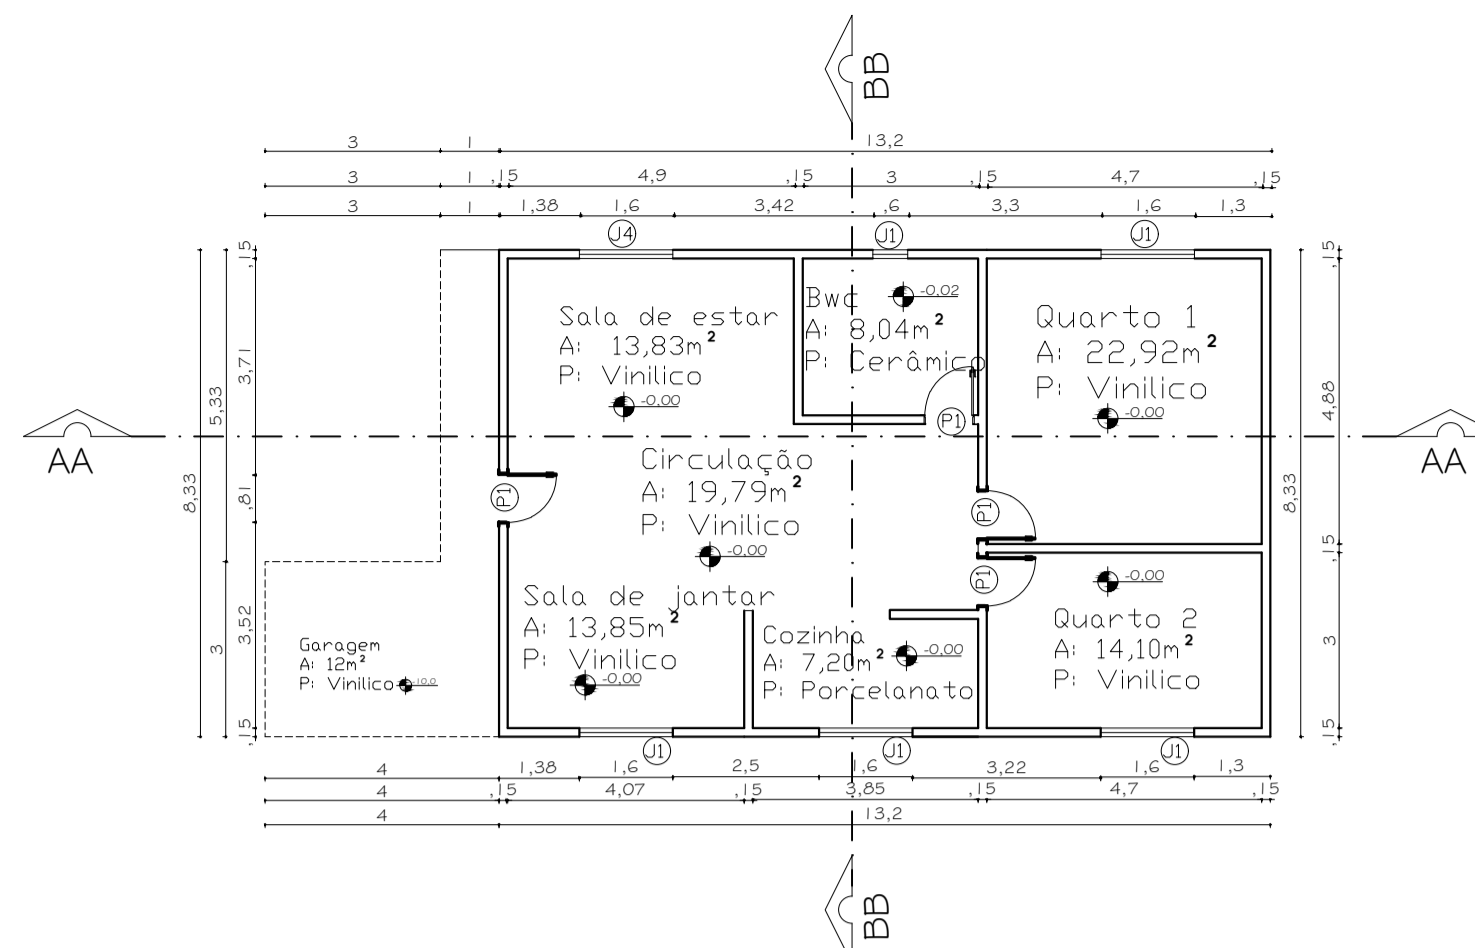 BB
3 1 13,2
3 1 ,15 4,9 ,15 3 ,15 4,7 ,15
3 1 1,38 1,6 3,42 ,6 3,3 1,6 1,3
J4 J1 J1
,15 ,15
Sala de estar
A: 13,83m²
P: Vinilico
-0,00
Bwc
A: 8,04m²
P: Cerâmico
-0,02
P1
Quarto 1
A: 22,92m²
P: Vinilico
-0,00
3,71
5,33
4,88
AA
AA
8,33
,81
P1
8,33
Circulação
A: 19,79m²
P: Vinilico
-0,00
P1
,15
P1
-0,00
Sala de jantar
A: 13,85m²
P: Vinilico
-0,00
Cozinha
A: 7,20m²
P: Porcelanato
-0,00
Quarto 2
A: 14,10m²
P: Vinilico
3,52
3
3
Garagem
A: 12m²
P: Vinilico
-10,0
,15 ,15
J1 J1 J1
4 1,38 1,6 2,5 1,6 3,22 1,6 1,3
4 ,15 4,07 ,15 3,85 ,15 4,7 ,15
4 13,2
BB